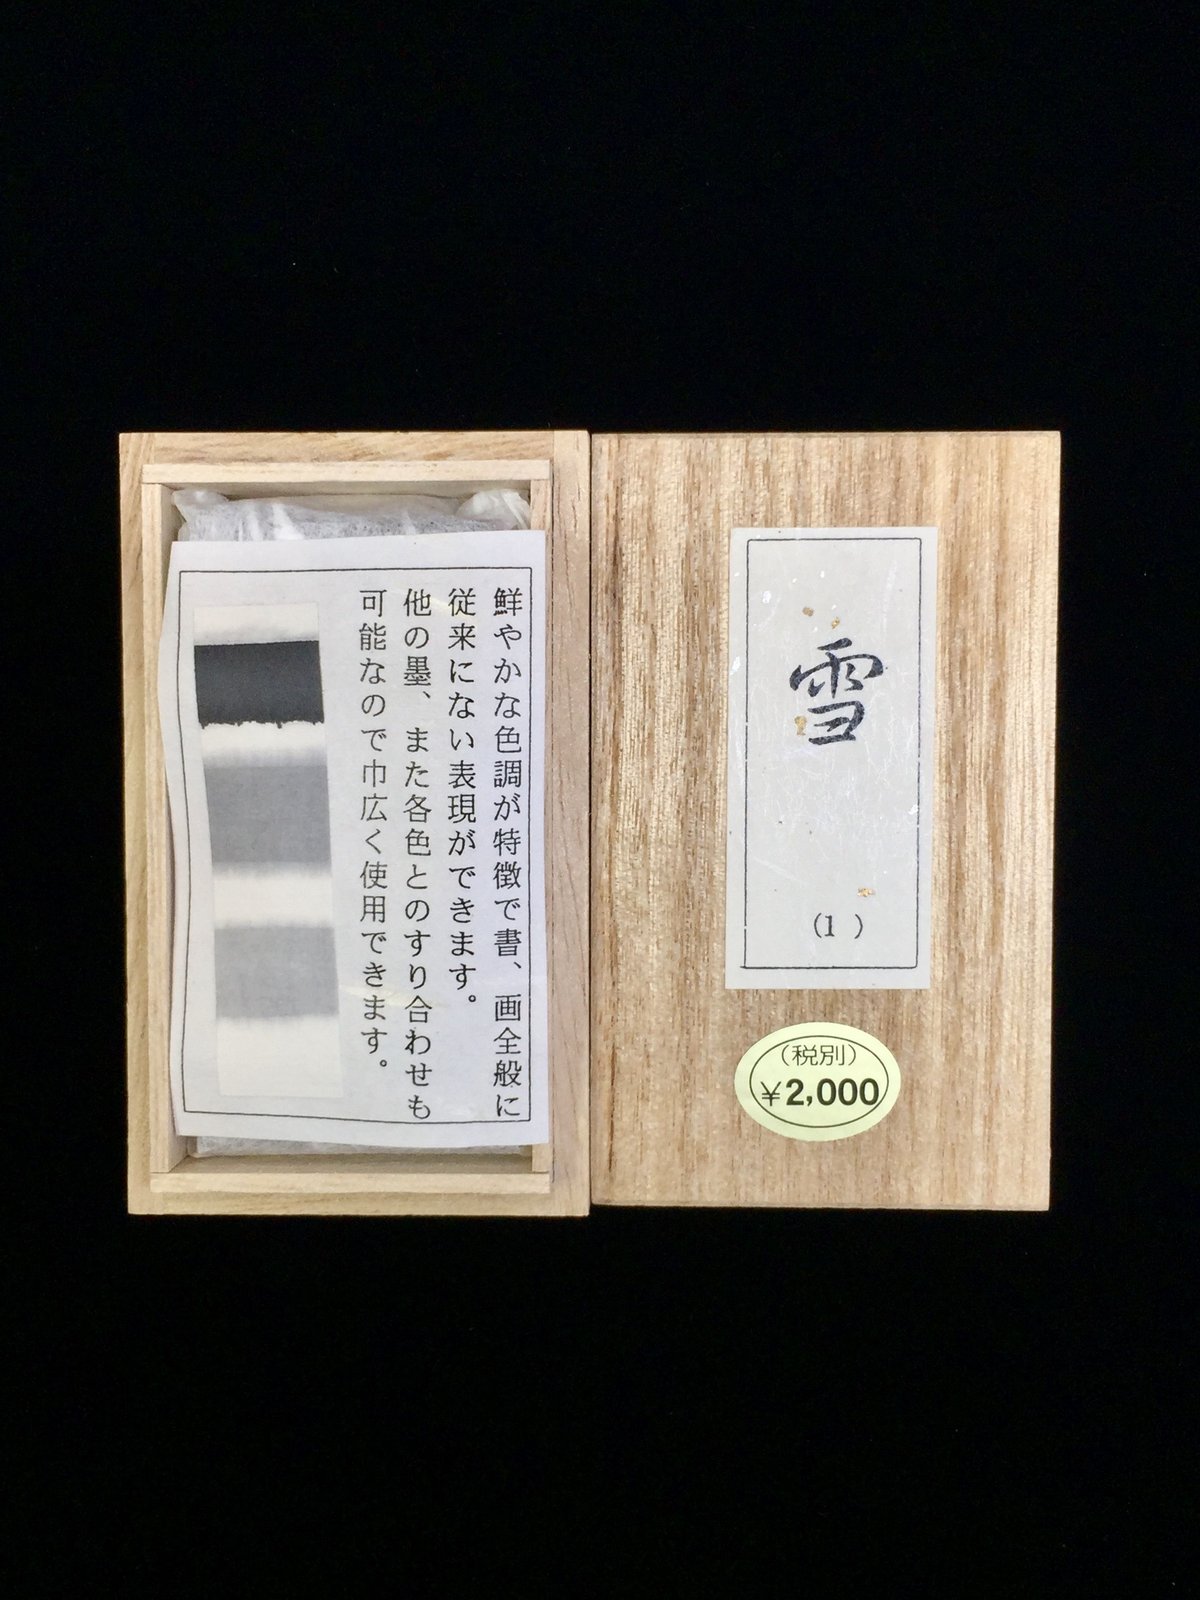 鮮やかな色調が特徴で書、画全般に
従来にない表現ができます。
他の墨、また各色とのすり合わせも
可能なので巾広く使用できます。
雪
(1)
(税別)
¥2,000